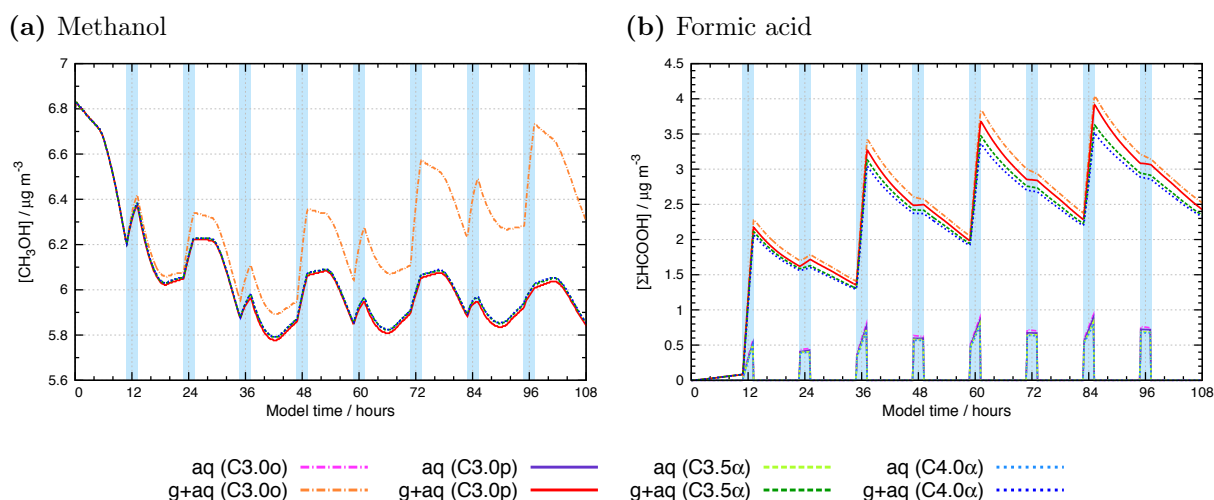 (a) Methanol
(b) Formic acid
[CH₃OH] / µg m⁻³
7
6.8
6.6
6.4
6.2
6
5.8
5.6
0 12 24 36 48 60 72 84 96 108
Model time / hours
[ΣHCOOH] / µg m⁻³
4.5
4
3.5
3
2.5
2
1.5
1
0.5
0
0 12 24 36 48 60 72 84 96 108
Model time / hours
aq (C3.0o) aq (C3.0p) aq (C3.5α) aq (C4.0α)
g+aq (C3.0o) g+aq (C3.0p) g+aq (C3.5α) g+aq (C4.0α)